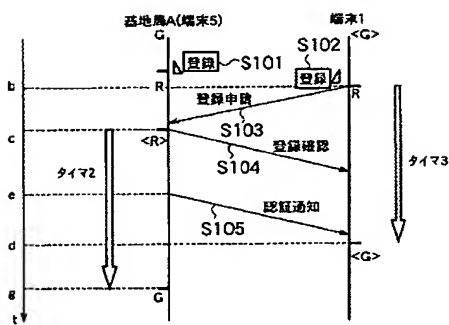 基地局A(端末5) 端末1
G <G>
登録 S101 S102
登録
b R R
登録申請
S103
c <R>
登録確認
S104
タイマ2 タイマ3
e
認証通知
S105
d <G>
g G
t